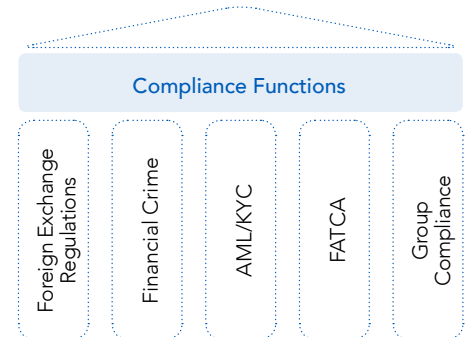 Compliance Functions
Foreign Exchange
Regulations
Financial Crime
AML/KYC
FATCA
Group
Compliance